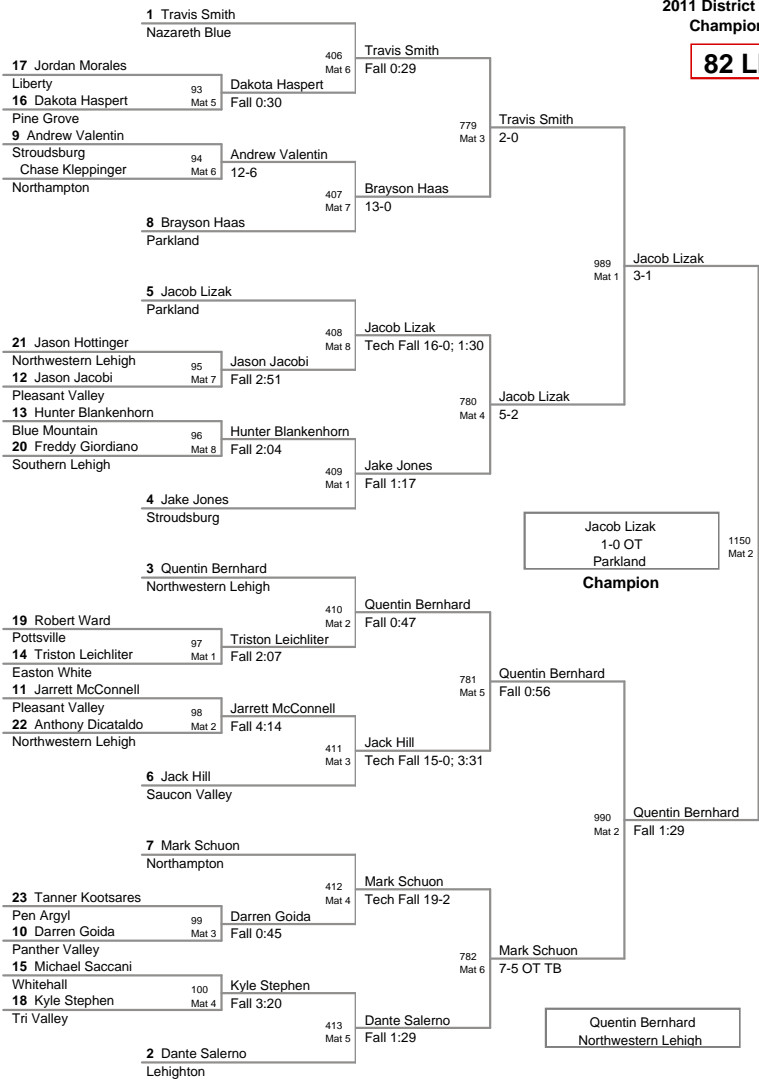 2011 District
Champion
82 L
1 Travis Smith
Nazareth Blue
406
Mat 6
Travis Smith
Fall 0:29
17 Jordan Morales
Liberty
93
Mat 5
Dakota Haspert
Fall 0:30
16 Dakota Haspert
Pine Grove
779
Mat 3
Travis Smith
2-0
9 Andrew Valentin
Stroudsburg
94
Mat 6
Andrew Valentin
12-6
Chase Kleppinger
Northampton
407
Mat 7
Brayson Haas
13-0
8 Brayson Haas
Parkland
989
Mat 1
Jacob Lizak
3-1
5 Jacob Lizak
Parkland
408
Mat 8
Jacob Lizak
Tech Fall 16-0; 1:30
21 Jason Hottinger
Northwestern Lehigh
95
Mat 7
Jason Jacobi
Fall 2:51
12 Jason Jacobi
Pleasant Valley
780
Mat 4
Jacob Lizak
5-2
13 Hunter Blankenhorn
Blue Mountain
96
Mat 8
Hunter Blankenhorn
Fall 2:04
20 Freddy Giordiano
Southern Lehigh
409
Mat 1
Jake Jones
Fall 1:17
4 Jake Jones
Stroudsburg
Jacob Lizak
1-0 OT
Parkland
Champion
1150
Mat 2
3 Quentin Bernhard
Northwestern Lehigh
410
Mat 2
Quentin Bernhard
Fall 0:47
19 Robert Ward
Pottsville
97
Mat 1
Triston Leichliter
Fall 2:07
14 Triston Leichliter
Easton White
781
Mat 5
Quentin Bernhard
Fall 0:56
11 Jarrett McConnell
Pleasant Valley
98
Mat 2
Jarrett McConnell
Fall 4:14
22 Anthony Dicataldo
Northwestern Lehigh
411
Mat 3
Jack Hill
Tech Fall 15-0; 3:31
6 Jack Hill
Saucon Valley
990
Mat 2
Quentin Bernhard
Fall 1:29
7 Mark Schuon
Northampton
412
Mat 4
Mark Schuon
Tech Fall 19-2
23 Tanner Kootsares
Pen Argyl
99
Mat 3
Darren Goida
Fall 0:45
10 Darren Goida
Panther Valley
782
Mat 6
Mark Schuon
7-5 OT TB
15 Michael Saccani
Whitehall
100
Mat 4
Kyle Stephen
Fall 3:20
18 Kyle Stephen
Tri Valley
413
Mat 5
Dante Salerno
Fall 1:29
2 Dante Salerno
Lehighton
Quentin Bernhard
Northwestern Lehigh